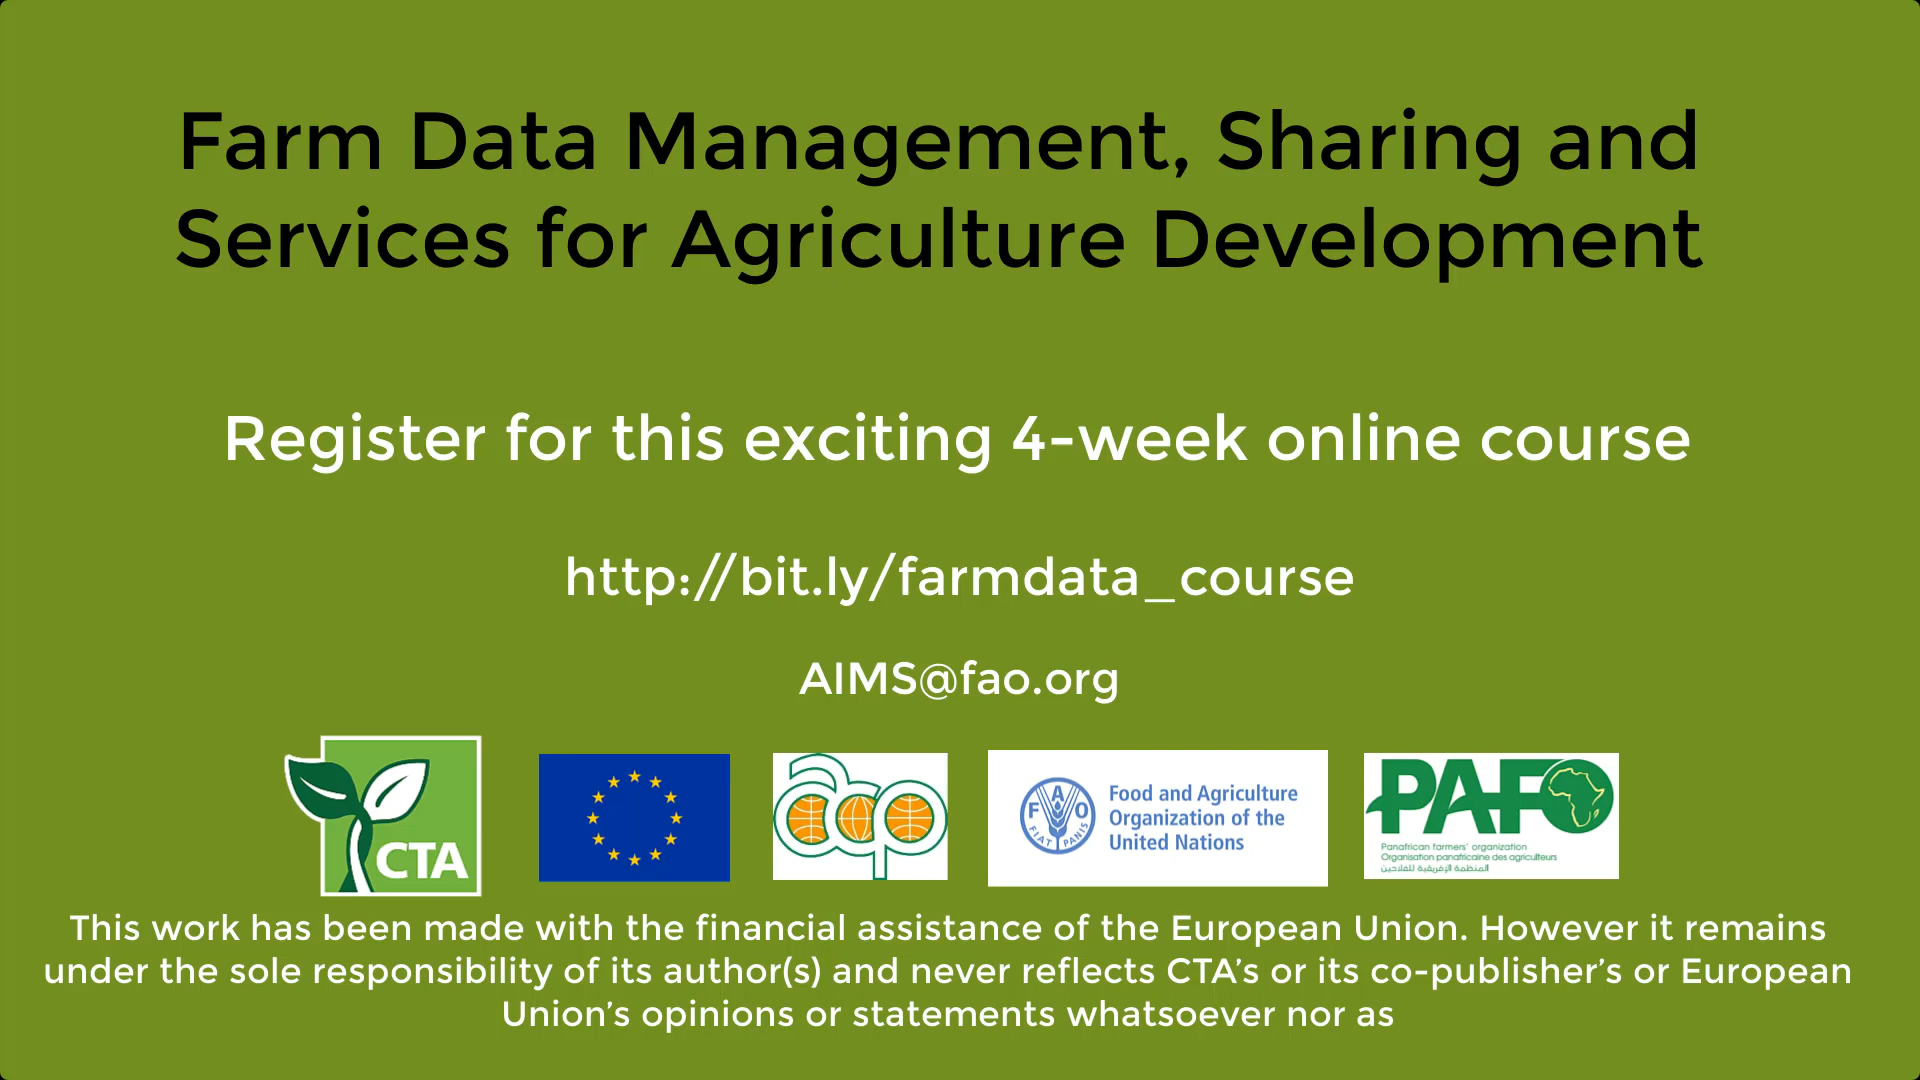 Farm Data Management, Sharing and
Services for Agriculture Development
Register for this exciting 4-week online course
http://bit.ly/farmdata_course
AIMS@fao.org
CTA
acp
F A O
FIAT PANIS
Food and Agriculture
Organization of the
United Nations
PAFO
Panafrican farmers' organization
Organisation panafricaine des agriculteurs
المنظمة الإفريقية للفلاحين
This work has been made with the financial assistance of the European Union. However it remains
under the sole responsibility of its author(s) and never reflects CTA’s or its co-publisher’s or European
Union’s opinions or statements whatsoever nor as